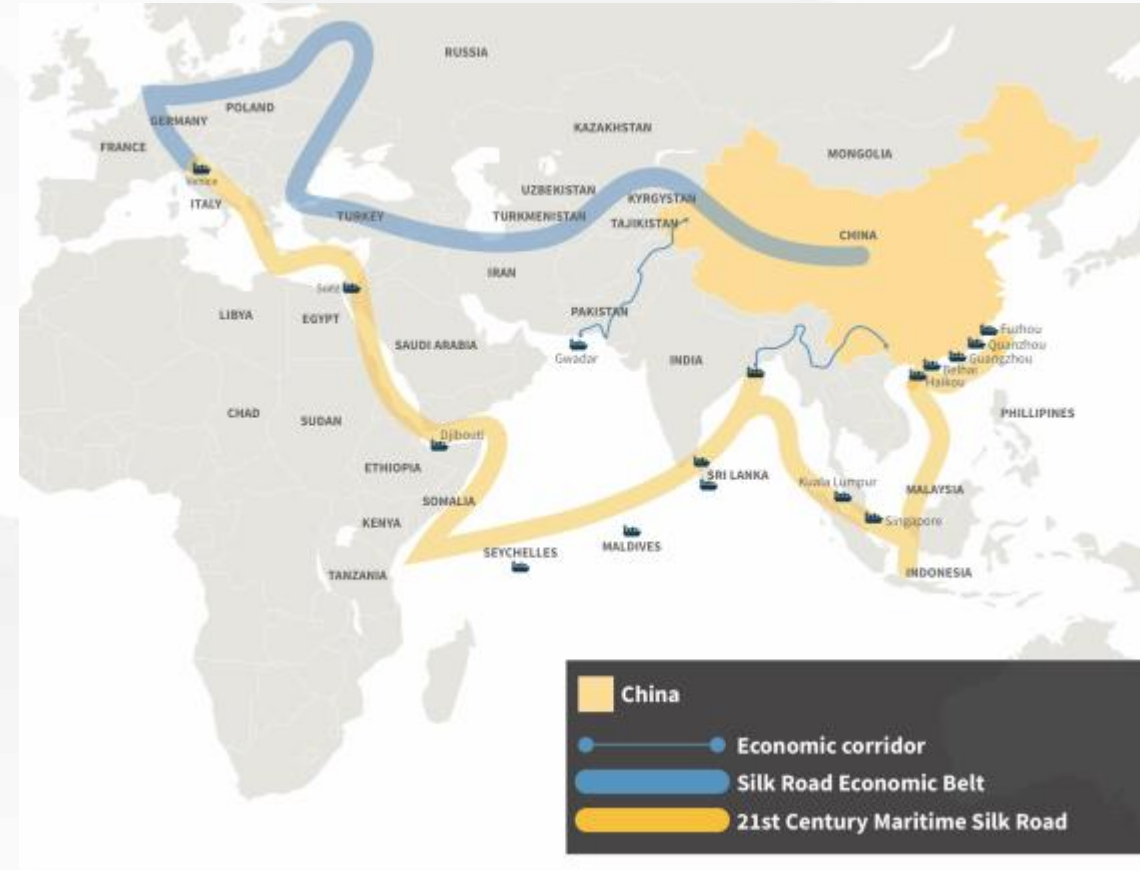 RUSSIA
POLAND
GERMANY
FRANCE
KAZAKHSTAN
MONGOLIA
Venice
ITALY
UZBEKISTAN
KYRGYSTAN
TURKEY
TURKMENISTAN
TAJIKISTAN
CHINA
IRAN
Suez
LIBYA
EGYPT
PAKISTAN
SAUDI ARABIA
Gwadar
INDIA
Fuzhou
Quanzhou
Guangzhou
Beihai
Haikou
CHAD
SUDAN
PHILLIPINES
Djibouti
ETHIOPIA
SRI LANKA
Kuala Lumpur
MALAYSIA
SOMALIA
KENYA
Singapore
SEYCHELLES
MALDIVES
TANZANIA
INDONESIA
China
Economic corridor
Silk Road Economic Belt
21st Century Maritime Silk Road